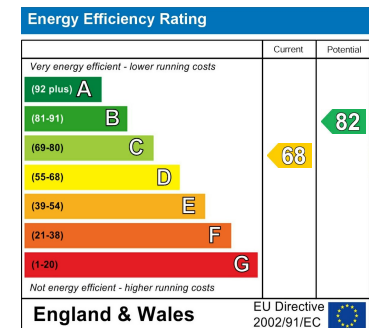 Energy Efficiency Rating
Current Potential
Very energy efficient - lower running costs
(92 plus) A
(81-91) B
82
(69-80) C
68
(55-68) D
(39-54) E
(21-38) F
(1-20) G
Not energy efficient - higher running costs
England & Wales
EU Directive
2002/91/EC